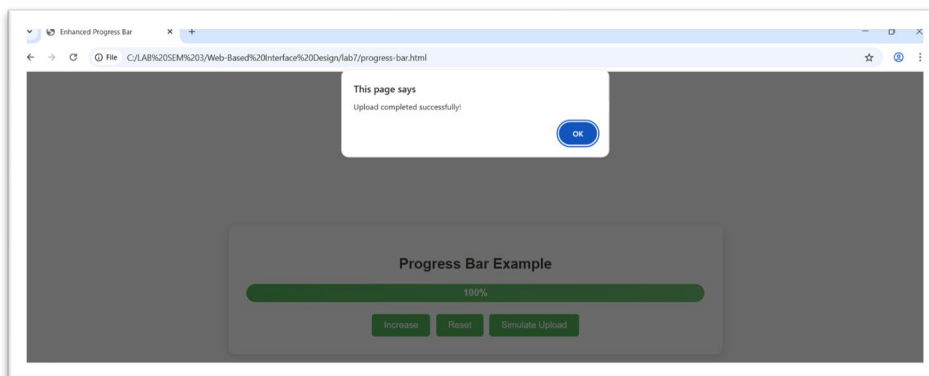 Enhanced Progress Bar
File C:/LAB%20SEM%203/Web-Based%20Interface%20Design/lab7/progress-bar.html
This page says
Upload completed successfully!
OK
Progress Bar Example
100%
Increase Reset Simulate Upload